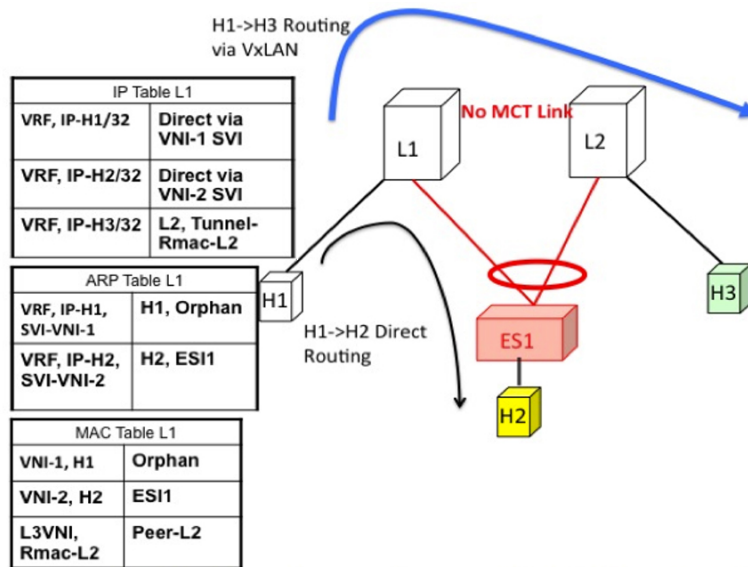 H1->H3 Routing
via VxLAN
IP Table L1
VRF, IP-H1/32
Direct via
VNI-1 SVI
VRF, IP-H2/32
Direct via
VNI-2 SVI
VRF, IP-H3/32
L2, Tunnel-
Rmac-L2
ARP Table L1
VRF, IP-H1,
SVI-VNI-1
H1, Orphan
VRF, IP-H2,
SVI-VNI-2
H2, ESI1
MAC Table L1
VNI-1, H1
Orphan
VNI-2, H2
ESI1
L3VNI,
Rmac-L2
Peer-L2
No MCT Link
L1
L2
H1
H3
H1->H2 Direct
Routing
ES1
H2